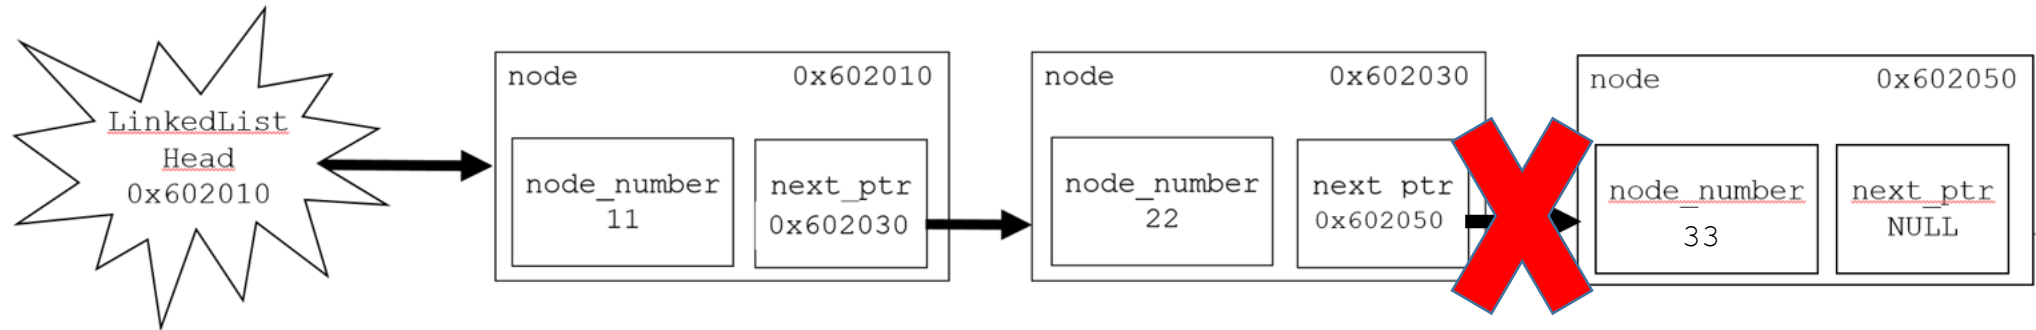 LinkedList
Head
0x602010
node 0x602010
node_number
11
next_ptr
0x602030
node 0x602030
node_number
22
next ptr
0x602050
node 0x602050
node_number
33
next_ptr
NULL